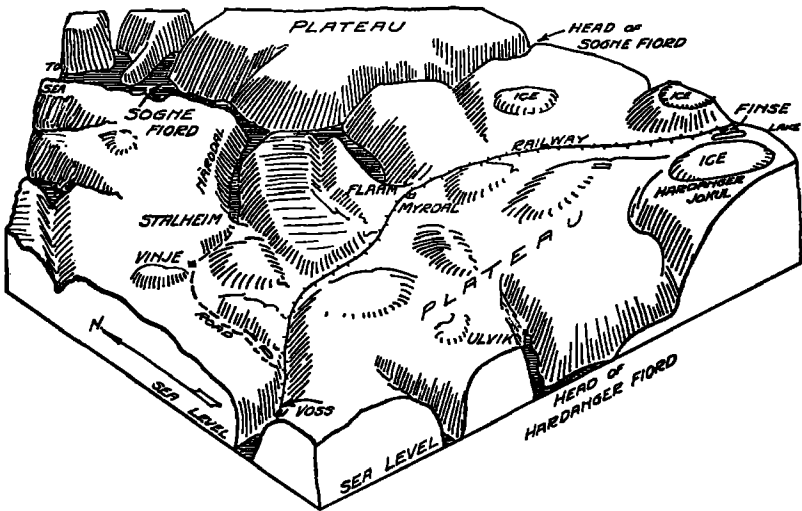 PLATEAU
HEAD OF
SOGNE FIORD
TO
SEA
SOGNE
FIORD
ICE
ICE
FINSE
LAKE
RAILWAY
ICE
HARDANGER
JOKUL
NARODAL
FLAAM
MYRDAL
STALHEIM
VINJE
PLATEAU
ROAD
ULVIK
N
SEA LEVEL
VOSS
SEA LEVEL
HEAD OF
HARDANGER FIORD